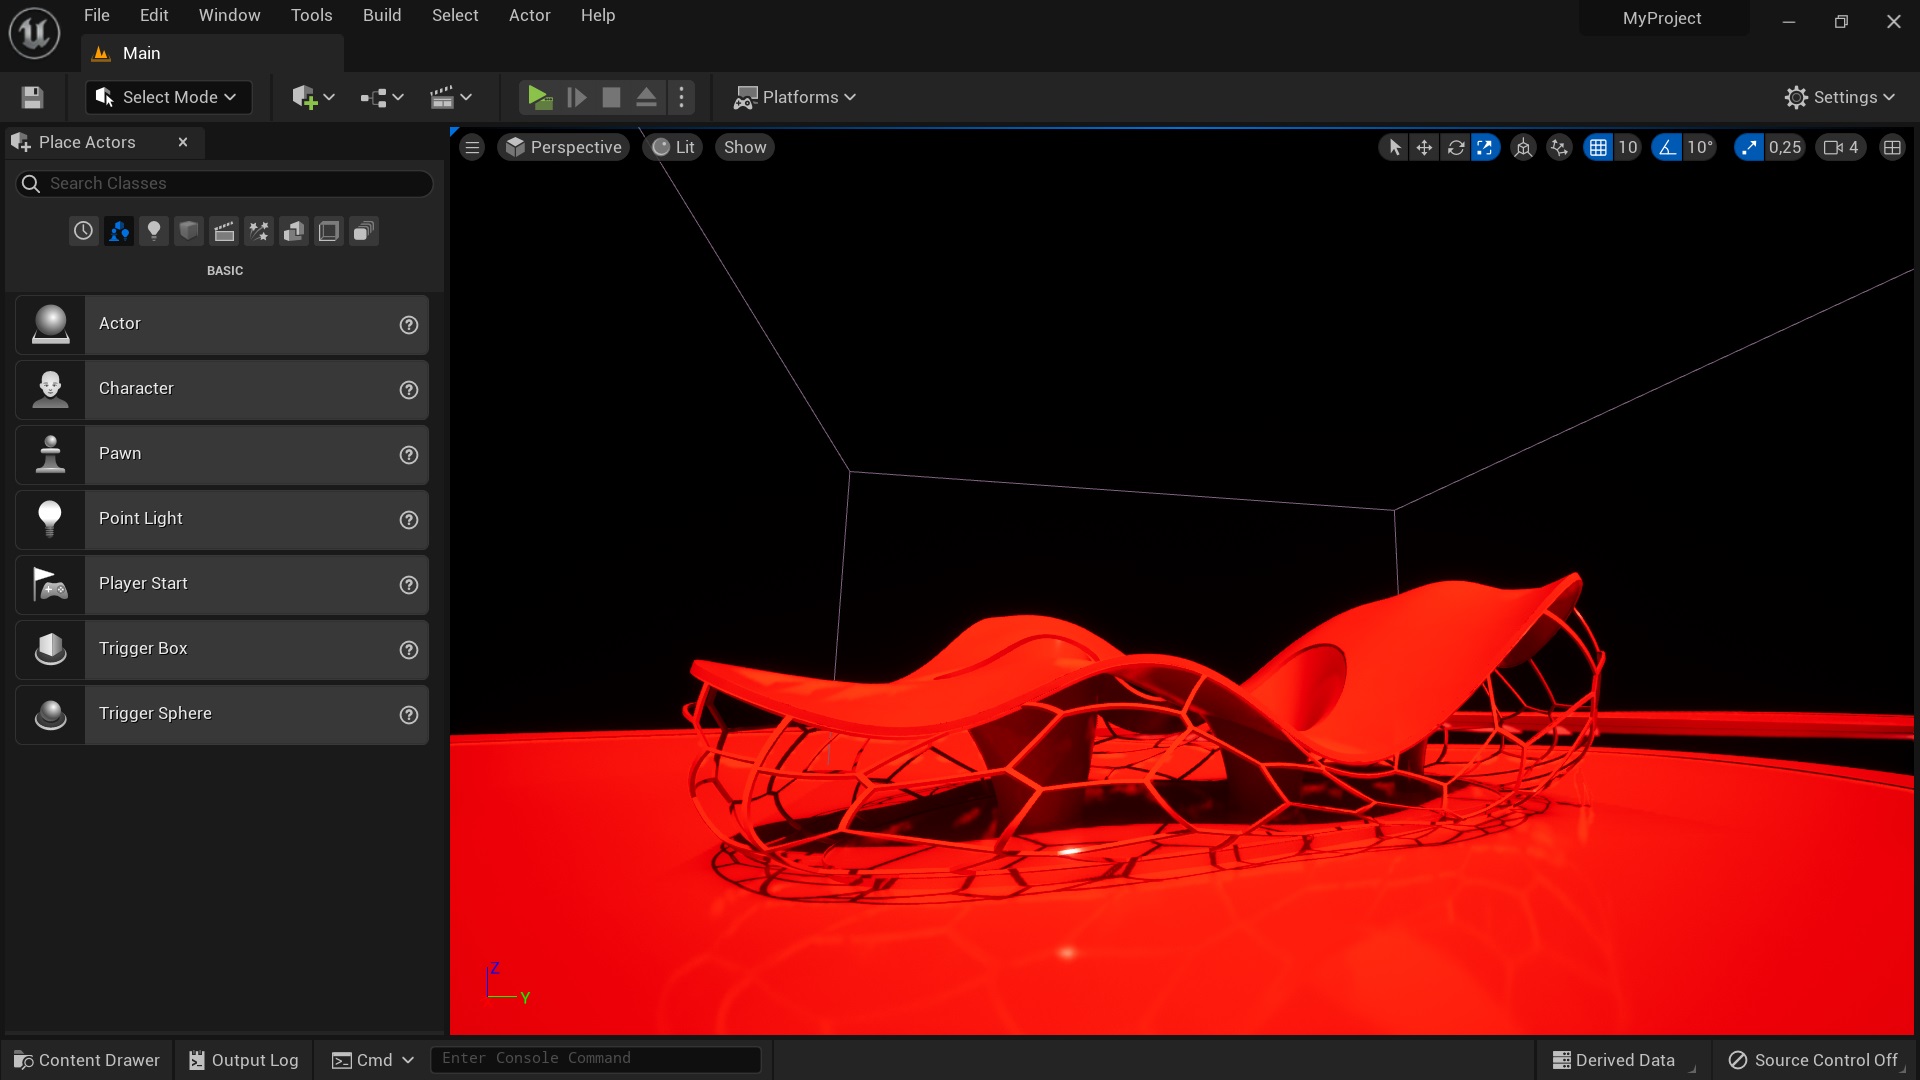 File Edit Window Tools Build Select Actor Help
MyProject
Main
Select Mode
Platforms
Settings
Place Actors
Perspective Lit Show
10 10° 0,25 4
Search Classes
BASIC
Actor
Character
Pawn
Point Light
Player Start
Trigger Box
Trigger Sphere
Z
Y
Content Drawer Output Log Cmd Enter Console Command Derived Data Source Control Off